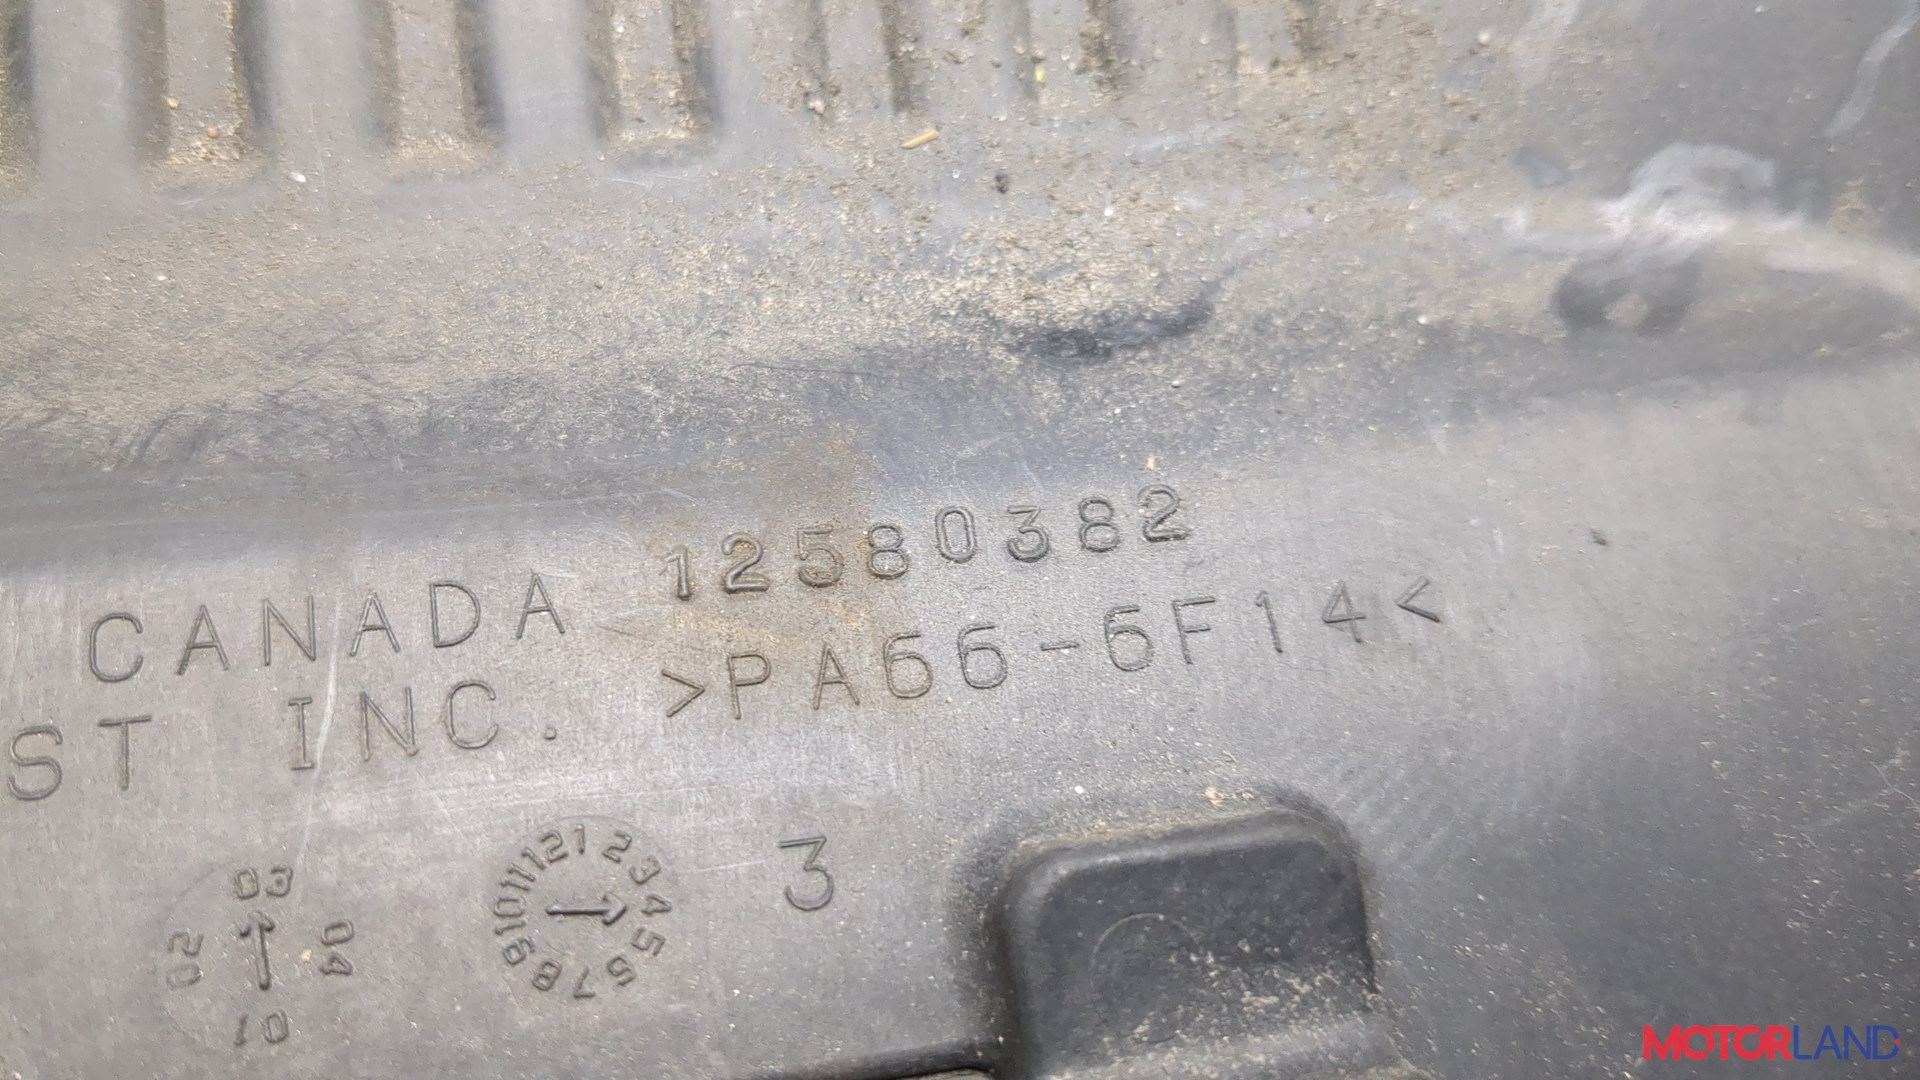 CANADA 12580382
ST INC. >PA66-6F14<
03
02 04
01
1 2 3 4 5 6 7 8 9 10 11 12
3
MOTORLAND